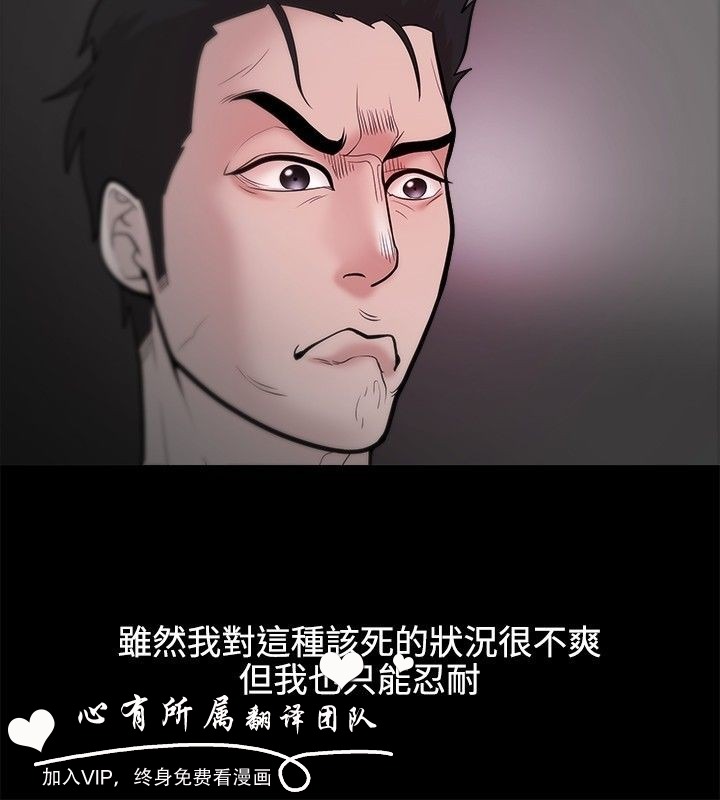 雖然我對這種該死的狀況很不爽
但我也只能忍耐
心有所属翻译团队
加入VIP，终身免费看漫画